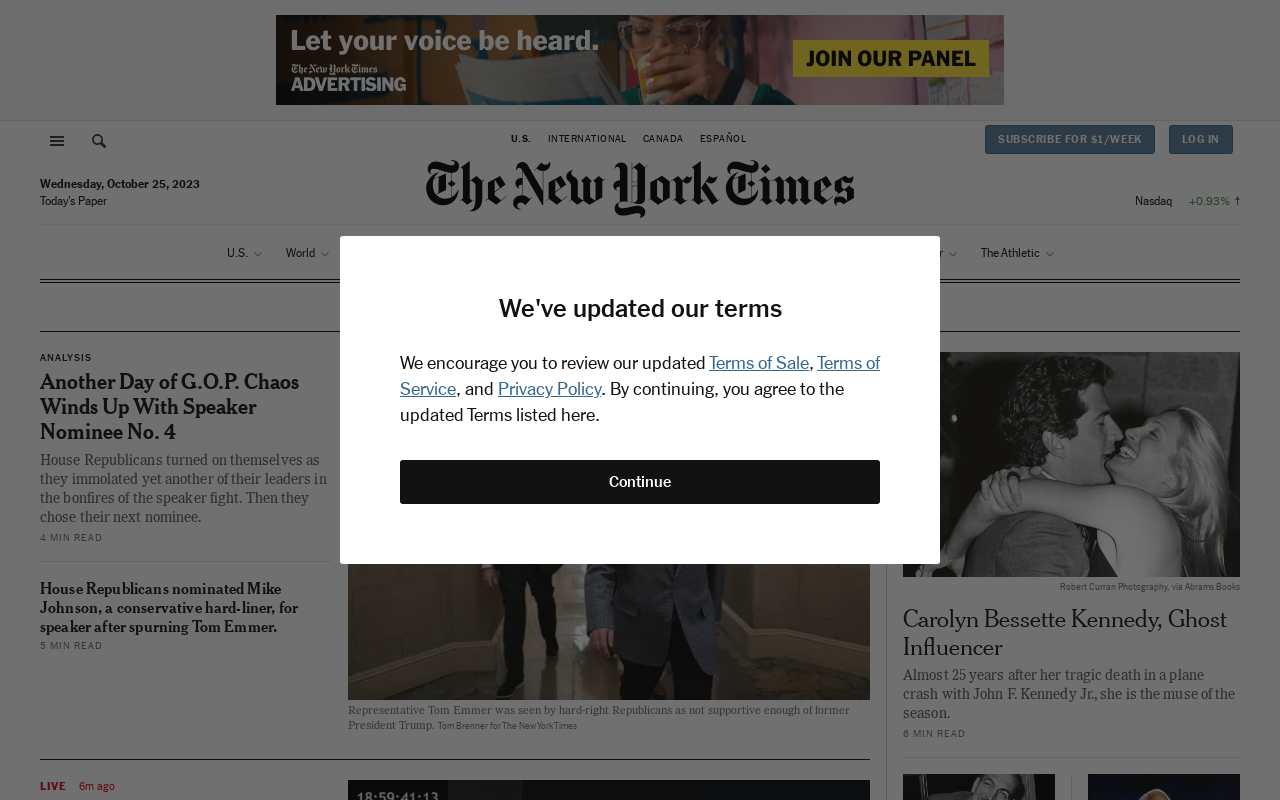 Let your voice be heard.
The New York Times
ADVERTISING
JOIN OUR PANEL
U.S. INTERNATIONAL CANADA ESPAÑOL
SUBSCRIBE FOR $1/WEEK
LOG IN
The New York Times
Wednesday, October 25, 2023
Today's Paper
Nasdaq +0.93% ↑
U.S.
World
r
The Athletic
We've updated our terms
We encourage you to review our updated Terms of Sale, Terms of
Service, and Privacy Policy. By continuing, you agree to the
updated Terms listed here.
Continue
ANALYSIS
Another Day of G.O.P. Chaos
Winds Up With Speaker
Nominee No. 4
House Republicans turned on themselves as
they immolated yet another of their leaders in
the bonfires of the speaker fight. Then they
chose their next nominee.
4 MIN READ
House Republicans nominated Mike
Johnson, a conservative hard-liner, for
speaker after spurning Tom Emmer.
5 MIN READ
Representative Tom Emmer was seen by hard-right Republicans as not supportive enough of former
President Trump. Tom Brenner for The New York Times
Robert Curran Photography, via Abrams Books
Carolyn Bessette Kennedy, Ghost
Influencer
Almost 25 years after her tragic death in a plane
crash with John F. Kennedy Jr., she is the muse of the
season.
6 MIN READ
LIVE 6m ago
18:59:41:13